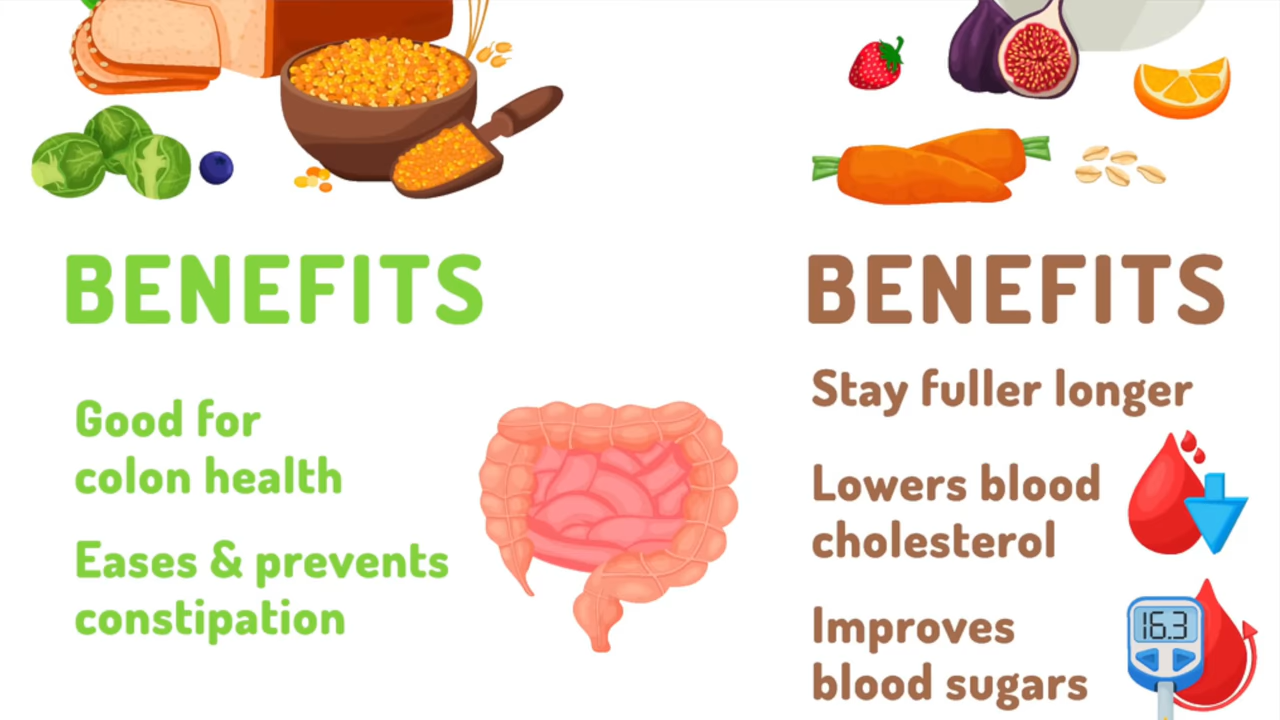 BENEFITS
Good for
colon health
Eases & prevents
constipation
BENEFITS
Stay fuller longer
Lowers blood
cholesterol
Improves
blood sugars
16.3